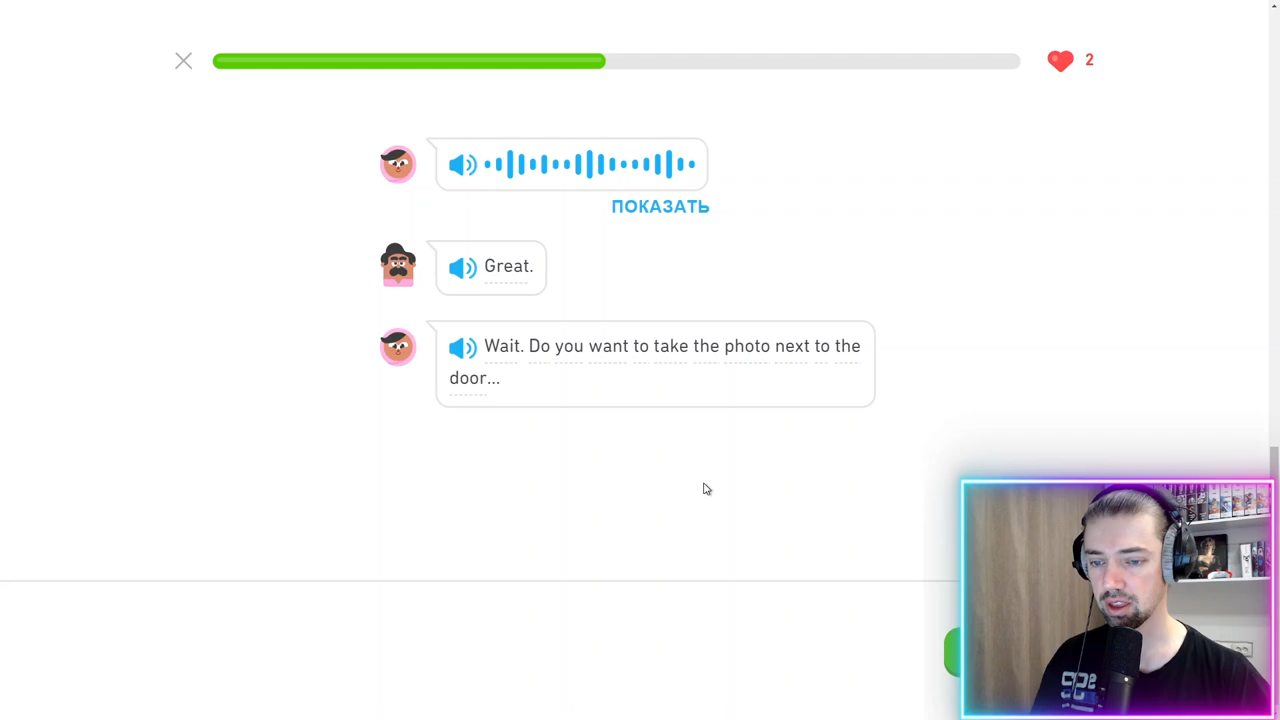 2
ПОКАЗАТЬ
Great.
Wait. Do you want to take the photo next to the
door...